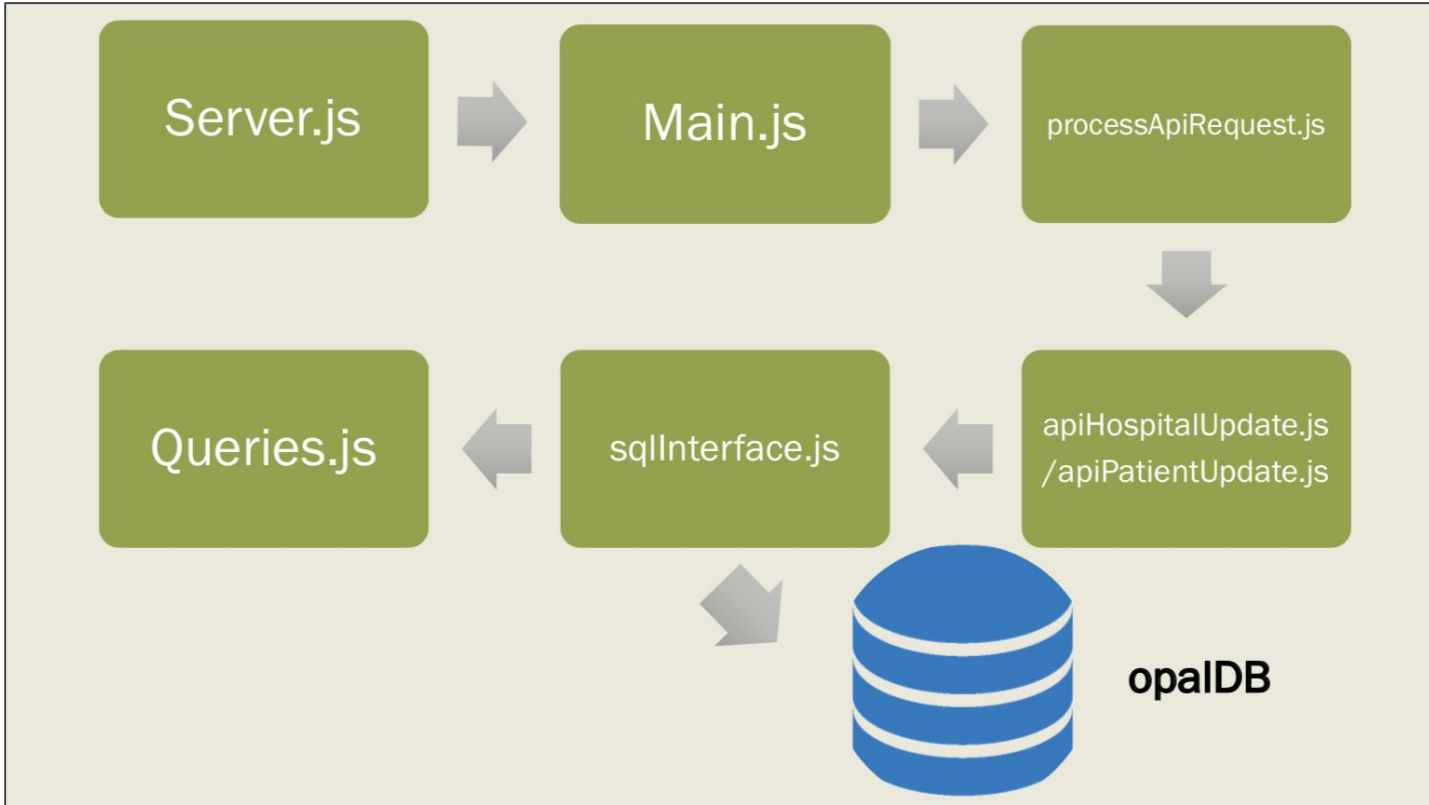 Server.js
Main.js
processApiRequest.js
Queries.js
sqlInterface.js
apiHospitalUpdate.js
/apiPatientUpdate.js
opalDB